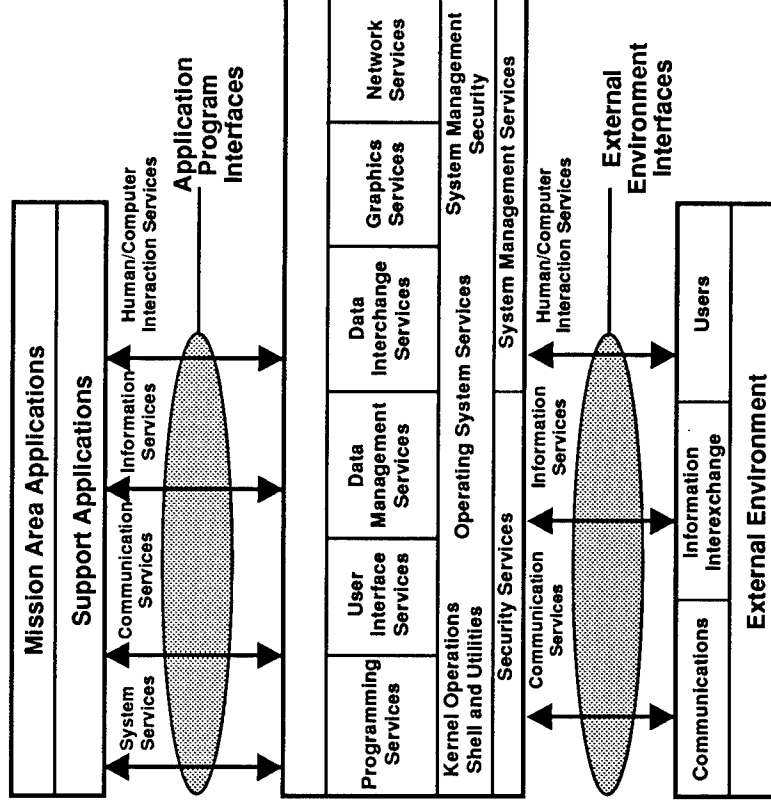 Mission Area Applications
Support Applications
System
Services
Communication
Services
Information
Services
Human/Computer
Interaction Services
Application
Program
Interfaces
Programming
Services
User
Interface
Services
Data
Management
Services
Data
Interchange
Services
Graphics
Services
Network
Services
Kernel Operations
Shell and Utilities
Operating System Services
System Management
Security
Security Services
System Management Services
Communication
Services
Information
Services
Human/Computer
Interaction Services
External
Environment
Interfaces
Communications
Information
Interexchange
Users
External Environment